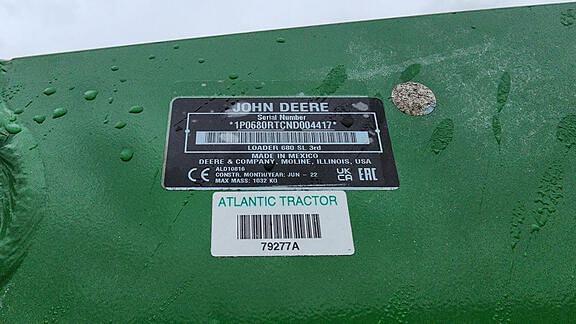 JOHN DEERE
Serial Number
*1P0680RTCND004417*
LOADER 680 SL 3rd
MADE IN MEXICO
DEERE & COMPANY, MOLINE, ILLINOIS, USA
CE ALO10816
CONSTR. MONTH/YEAR: JUN - 22
MAX MASS: 1032 KG
UK CA EAC
ATLANTIC TRACTOR
79277A